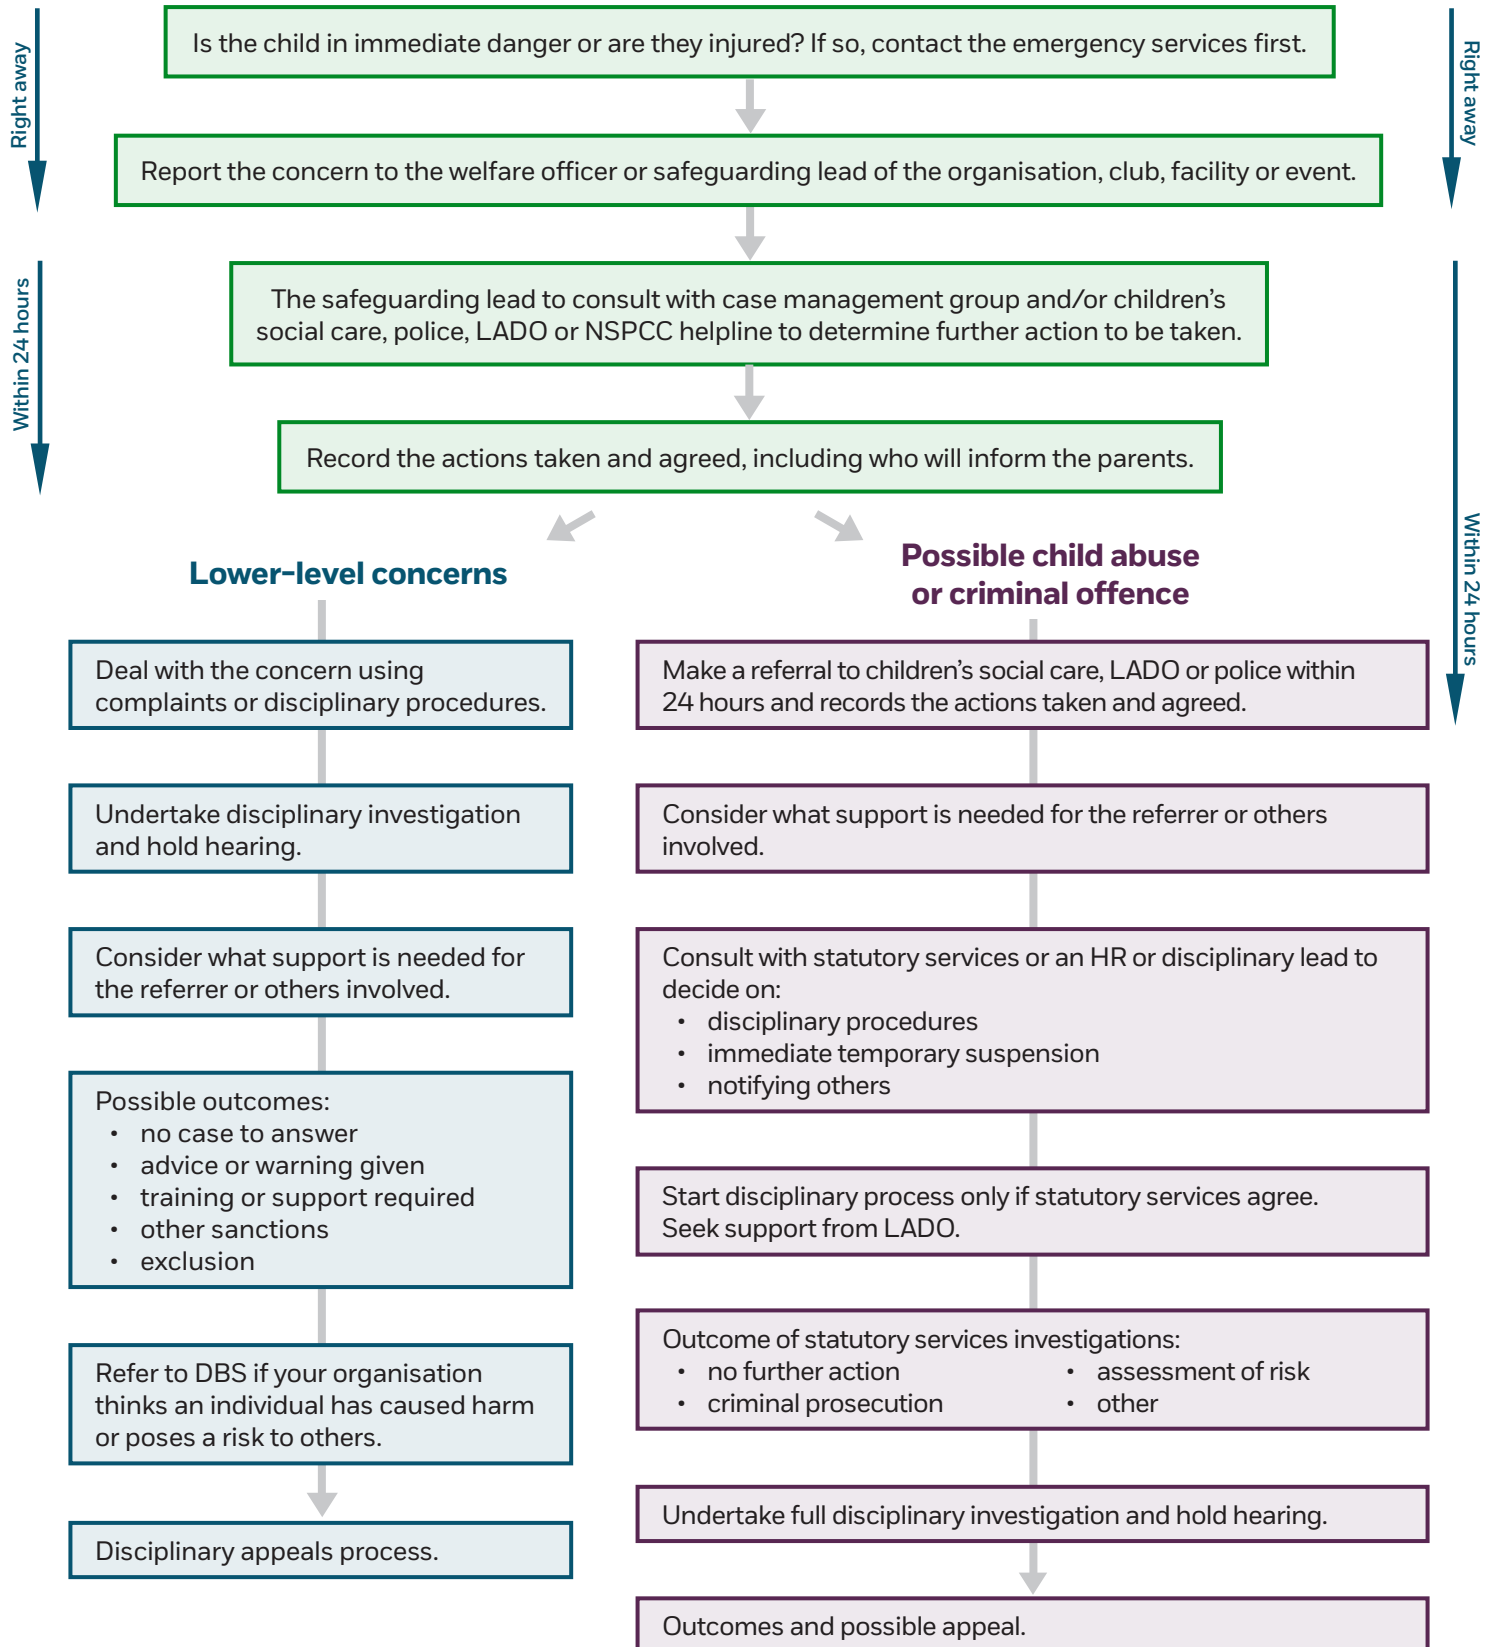 Right away
Right away
Is the child in immediate danger or are they injured? If so, contact the emergency services first.
Report the concern to the welfare officer or safeguarding lead of the organisation, club, facility or event.
Within 24 hours
Within 24 hours
The safeguarding lead to consult with case management group and/or children’s
social care, police, LADO or NSPCC helpline to determine further action to be taken.
Record the actions taken and agreed, including who will inform the parents.
Lower-level concerns
Deal with the concern using
complaints or disciplinary procedures.
Undertake disciplinary investigation
and hold hearing.
Consider what support is needed for
the referrer or others involved.
Possible outcomes:
• no case to answer
• advice or warning given
• training or support required
• other sanctions
• exclusion
Refer to DBS if your organisation
thinks an individual has caused harm
or poses a risk to others.
Disciplinary appeals process.
Possible child abuse
or criminal offence
Make a referral to children’s social care, LADO or police within
24 hours and records the actions taken and agreed.
Consider what support is needed for the referrer or others
involved.
Consult with statutory services or an HR or disciplinary lead to
decide on:
• disciplinary procedures
• immediate temporary suspension
• notifying others
Start disciplinary process only if statutory services agree.
Seek support from LADO.
Outcome of statutory services investigations:
• no further action
• criminal prosecution
• assessment of risk
• other
Undertake full disciplinary investigation and hold hearing.
Outcomes and possible appeal.